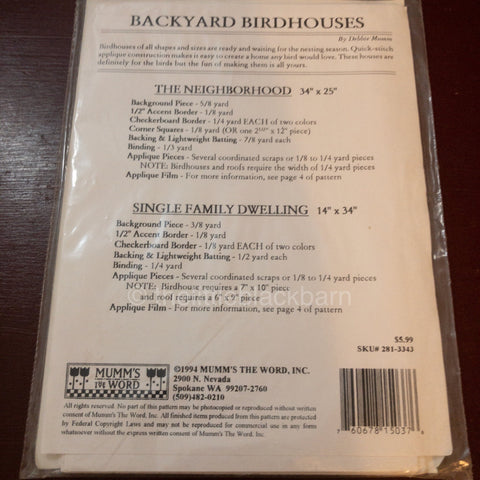 BACKYARD BIRDHOUSES
By Debbie Mumm
Birdhouses of all shapes and sizes are ready and waiting for the nesting season. Quick-stitch
applique construction makes is easy to create a home any bird would love. These houses are
definitely for the birds but the fun of making them is all yours.
THE NEIGHBORHOOD 34" x 25"
Background Piece - 5/8 yard
1/2" Accent Border - 1/8 yard
Checkerboard Border - 1/4 yard EACH of two colors
Corner Squares - 1/8 yard (OR one 2½" x 12" piece)
Backing & Lightweight Batting - 7/8 yard each
Binding - 1/3 yard
Applique Pieces - Several coordinated scraps or 1/8 to 1/4 yard pieces
NOTE: Birdhouses and roofs require the width of 1/4 yard pieces
Applique Film - For more information, see page 4 of pattern
SINGLE FAMILY DWELLING 14" x 34"
Background Piece - 3/8 yard
1/2" Accent Border - 1/8 yard
Checkerboard Border - 1/8 yard EACH of two colors
Backing & Lightweight Batting - 1/2 yard each
Binding - 1/4 yard
Applique Pieces - Several coordinated scraps or 1/8 to 1/4 yard pieces
NOTE: Birdhouse requires a 7" x 10" piece
and roof requires a 6" x 9" piece
Applique Film - For more information, see page 4 of pattern
$5.99
SKU# 281-3343
MUMM'S
THE WORD
©1994 MUMM'S THE WORD, INC.
2900 N. Nevada
Spokane WA 99207-2760
(509)482-0210
All rights reserved. No part of this pattern may be photocopied or reproduced without written
consent of Mumm's The Word, Inc. All finished items produced from this pattern are protected
by Federal Copyright Laws and may not be reproduced for commercial use in any form
whatsoever without the express written consent of Mumm's The Word, Inc.
7 60678 15037